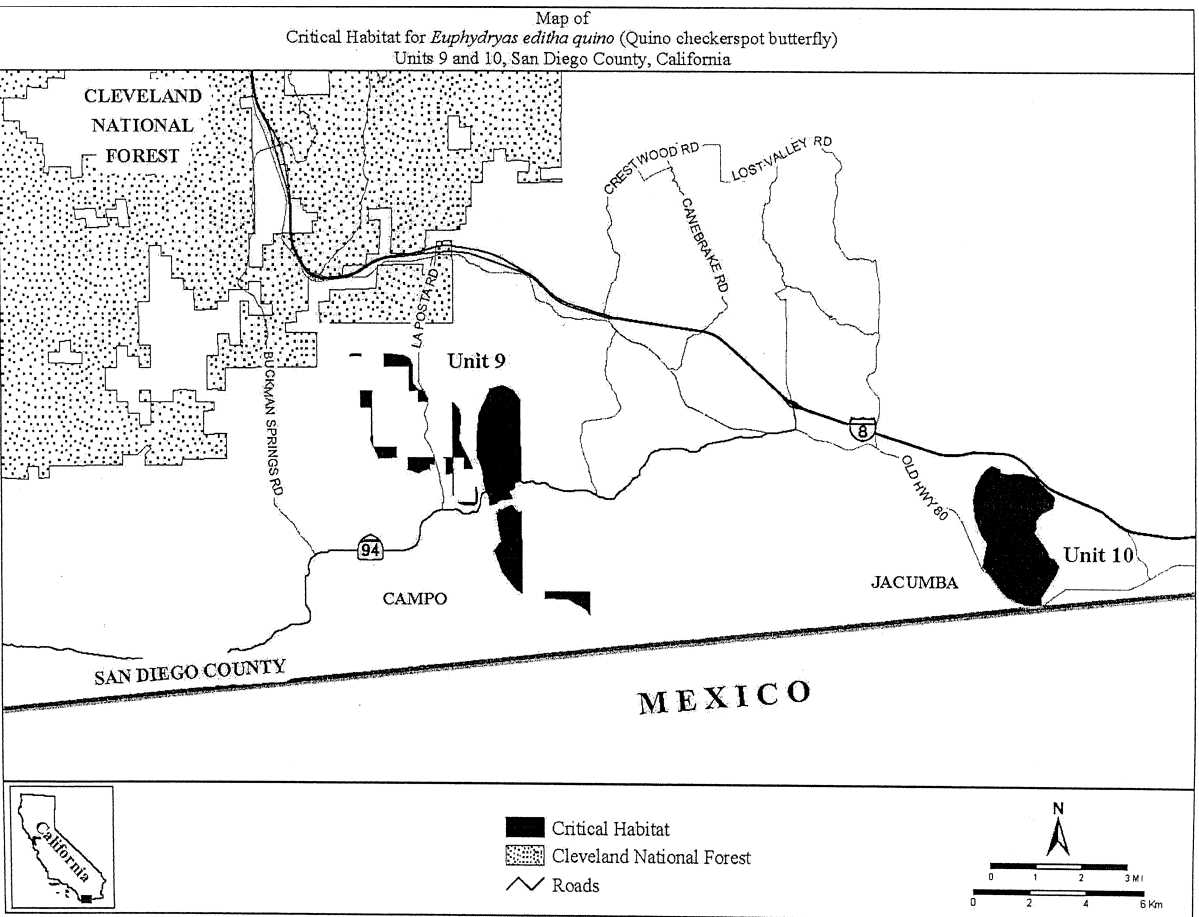 Map of
Critical Habitat for Euphydryas editha quino (Quino checkerspot butterfly)
Units 9 and 10, San Diego County, California
CLEVELAND
NATIONAL
FOREST
CRESTWOOD RD
LOST VALLEY RD
CANEBRAKE RD
LA POSTA RD
BUCKMAN SPRINGS RD
Unit 9
8
OLD HWY 80
94
Unit 10
CAMPO
JACUMBA
SAN DIEGO COUNTY
MEXICO
California
Critical Habitat
Cleveland National Forest
Roads
N
0 1 2 3 MI
0 2 4 6 Km